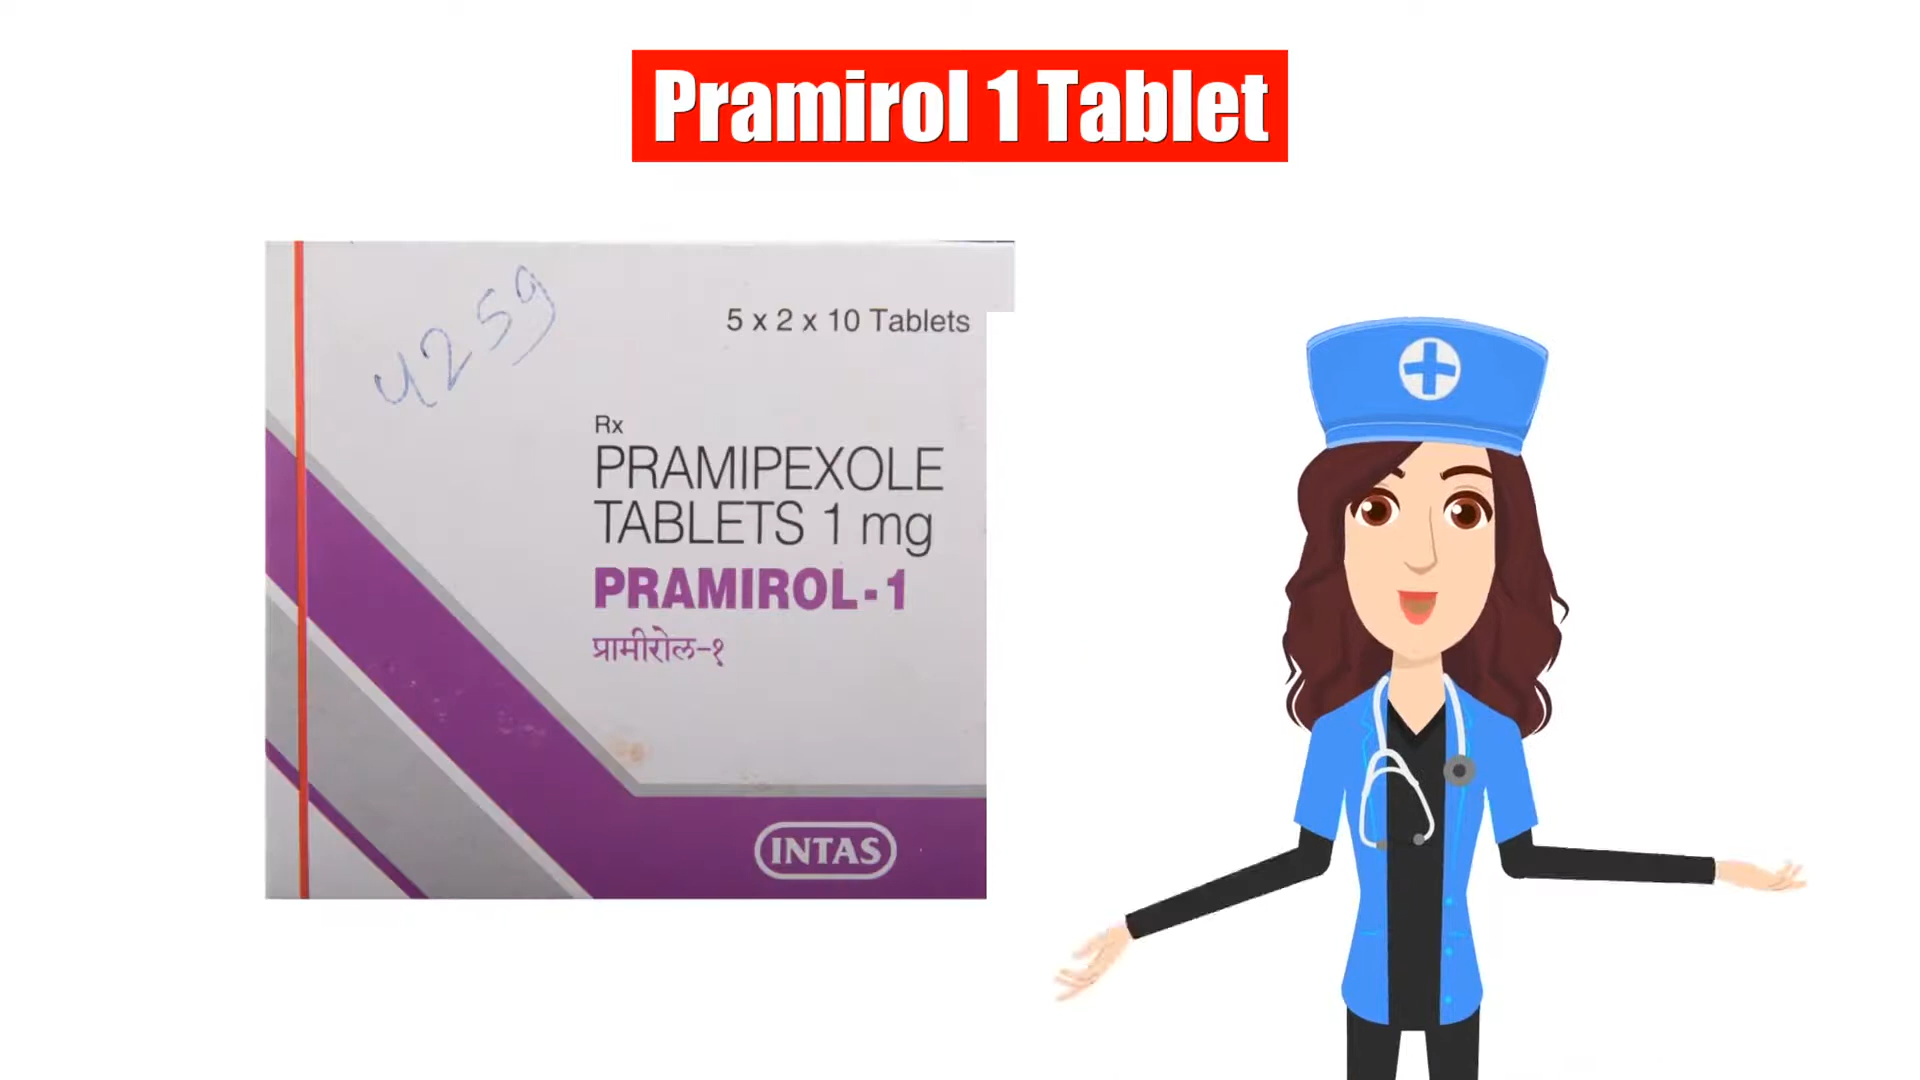 Pramirol 1 Tablet
4259
5 x 2 x 10 Tablets
Rx
PRAMIPEXOLE
TABLETS 1 mg
PRAMIROL-1
प्रामीरोल-१
INTAS